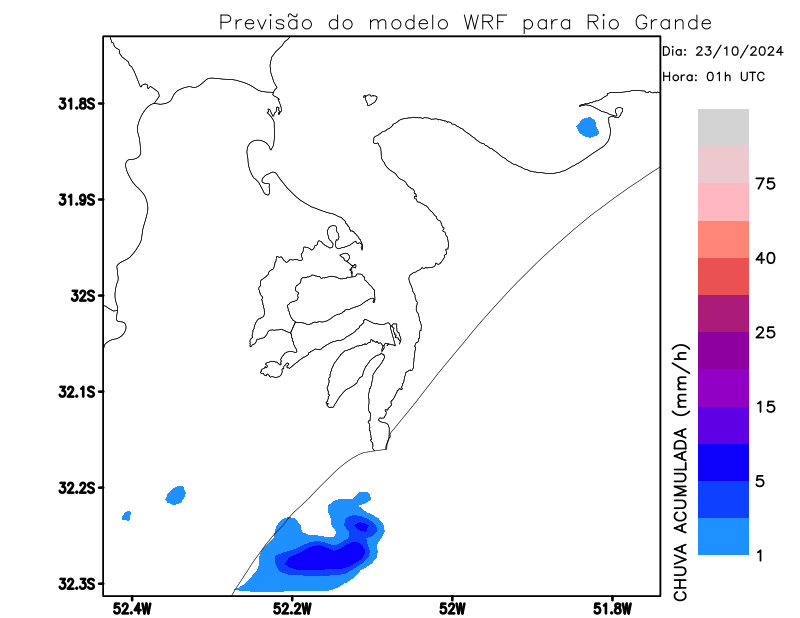 Previsão do modelo WRF para Rio Grande
Dia: 23/10/2024
Hora: 01h UTC
31.8S
31.9S
32S
32.1S
32.2S
32.3S
52.4W
52.2W
52W
51.8W
75
40
25
15
5
1
CHUVA ACUMULADA (mm/h)